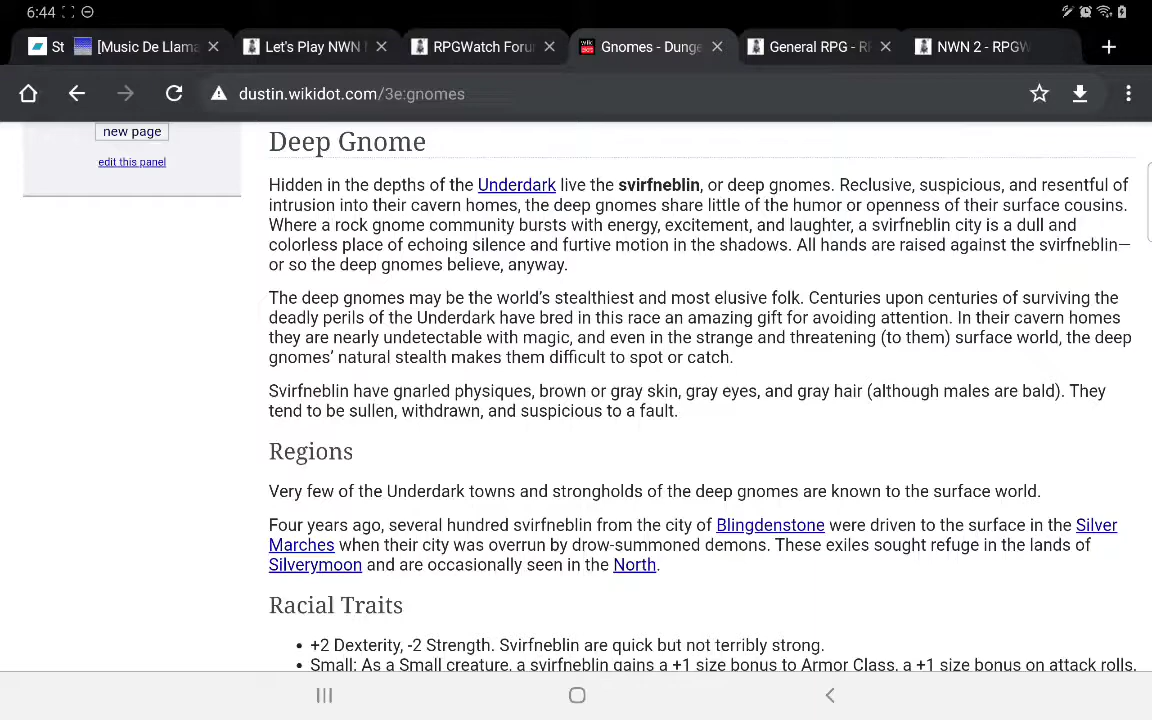 6:44
St
[Music De Llama
Let's Play NWN
RPGWatch Foru
Gnomes - Dunge
General RPG - R
NWN 2 - RPGW
dustin.wikidot.com/3e:gnomes
new page
edit this panel
Deep Gnome
Hidden in the depths of the Underdark live the svirfneblin, or deep gnomes. Reclusive, suspicious, and resentful of
intrusion into their cavern homes, the deep gnomes share little of the humor or openness of their surface cousins.
Where a rock gnome community bursts with energy, excitement, and laughter, a svirfneblin city is a dull and
colorless place of echoing silence and furtive motion in the shadows. All hands are raised against the svirfneblin—
or so the deep gnomes believe, anyway.
The deep gnomes may be the world’s stealthiest and most elusive folk. Centuries upon centuries of surviving the
deadly perils of the Underdark have bred in this race an amazing gift for avoiding attention. In their cavern homes
they are nearly undetectable with magic, and even in the strange and threatening (to them) surface world, the deep
gnomes’ natural stealth makes them difficult to spot or catch.
Svirfneblin have gnarled physiques, brown or gray skin, gray eyes, and gray hair (although males are bald). They
tend to be sullen, withdrawn, and suspicious to a fault.
Regions
Very few of the Underdark towns and strongholds of the deep gnomes are known to the surface world.
Four years ago, several hundred svirfneblin from the city of Blingdenstone were driven to the surface in the Silver
Marches when their city was overrun by drow-summoned demons. These exiles sought refuge in the lands of
Silverymoon and are occasionally seen in the North.
Racial Traits
• +2 Dexterity, -2 Strength. Svirfneblin are quick but not terribly strong.
• Small: As a Small creature, a svirfneblin gains a +1 size bonus to Armor Class, a +1 size bonus on attack rolls,